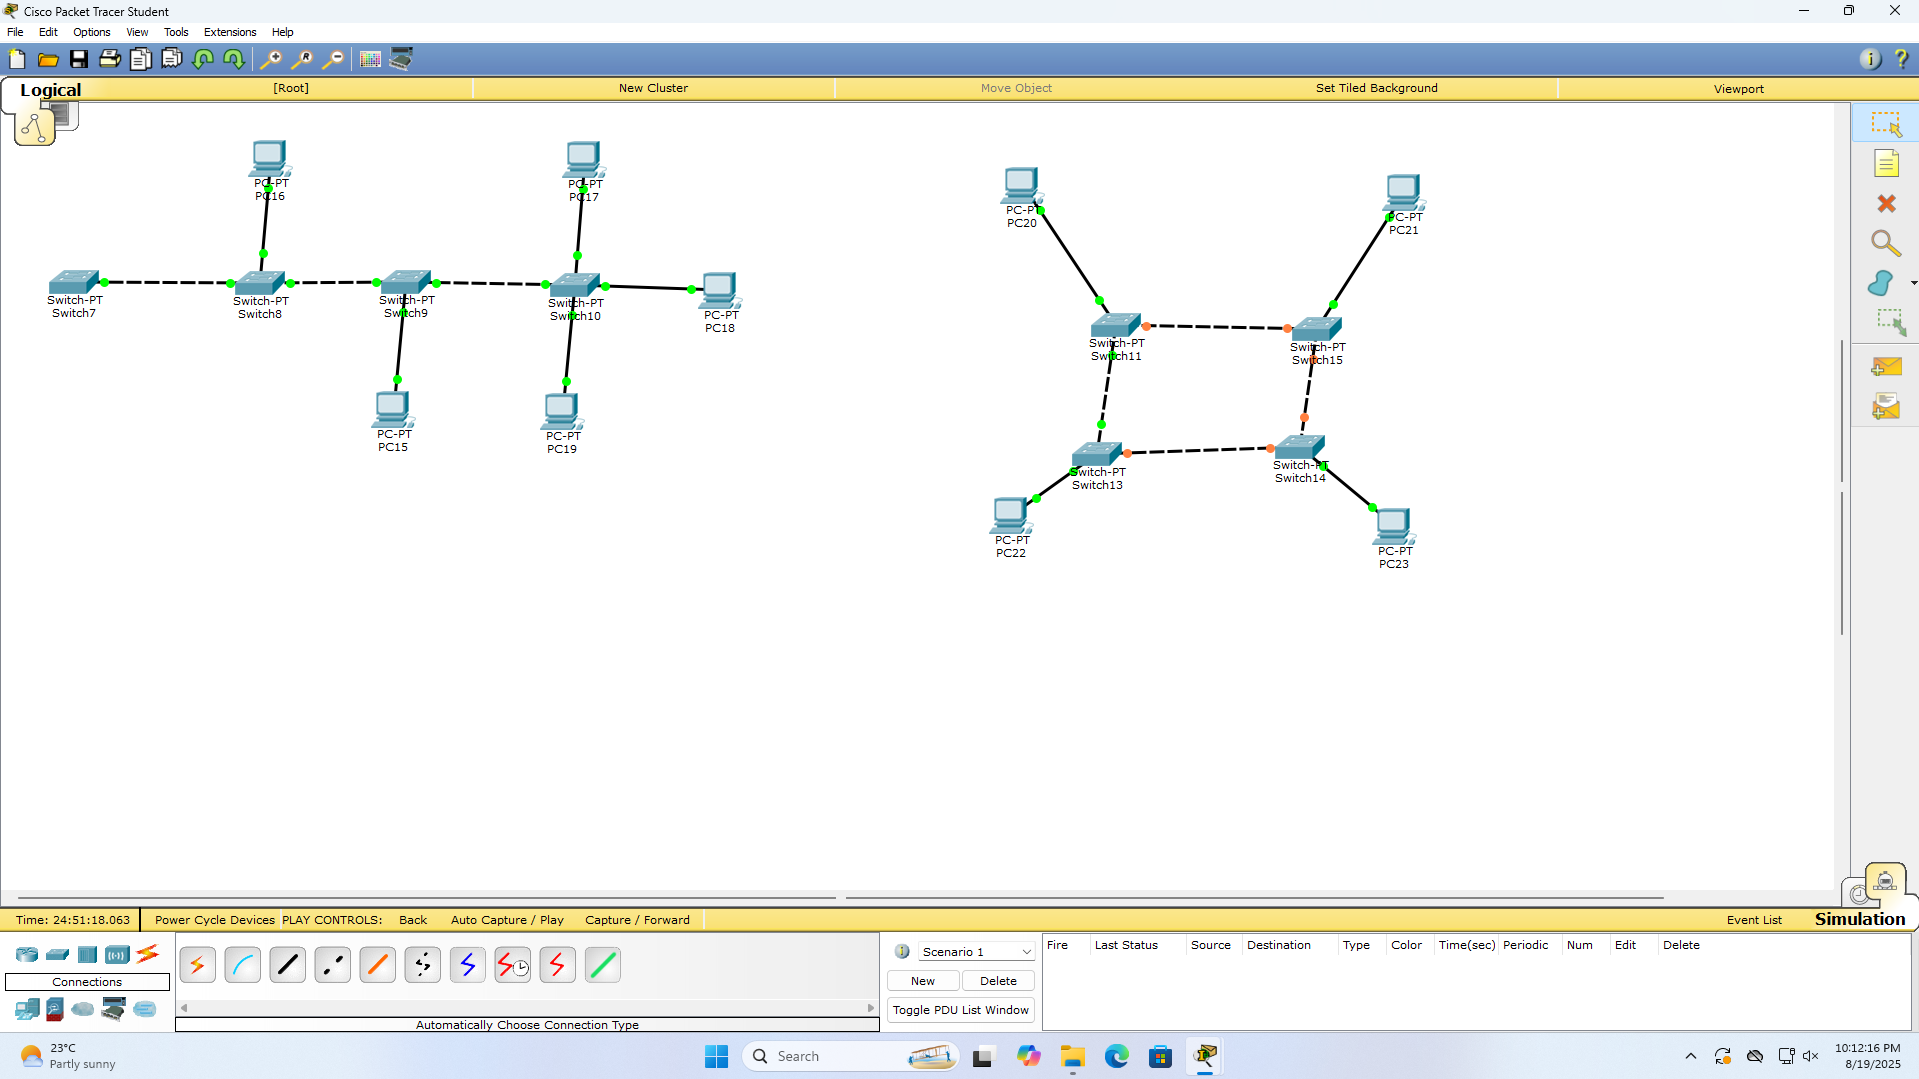 Cisco Packet Tracer Student
File Edit Options View Tools Extensions Help
Logical [Root] New Cluster Move Object Set Tiled Background Viewport
PC-PT
PC16
PC-PT
PC17
PC-PT
PC20
PC-PT
PC21
Switch-PT
Switch7
Switch-PT
Switch8
Switch-PT
Switch9
Switch-PT
Switch10
PC-PT
PC18
Switch-PT
Switch11
Switch-PT
Switch15
PC-PT
PC15
PC-PT
PC19
Switch-PT
Switch13
Switch-PT
Switch14
PC-PT
PC22
PC-PT
PC23
Time: 24:51:18.063 Power Cycle Devices PLAY CONTROLS: Back Auto Capture / Play Capture / Forward Event List Simulation
Connections
Automatically Choose Connection Type
Scenario 1
New Delete
Toggle PDU List Window
Fire Last Status Source Destination Type Color Time(sec) Periodic Num Edit Delete
23°C
Partly sunny
Search
10:12:16 PM
8/19/2025